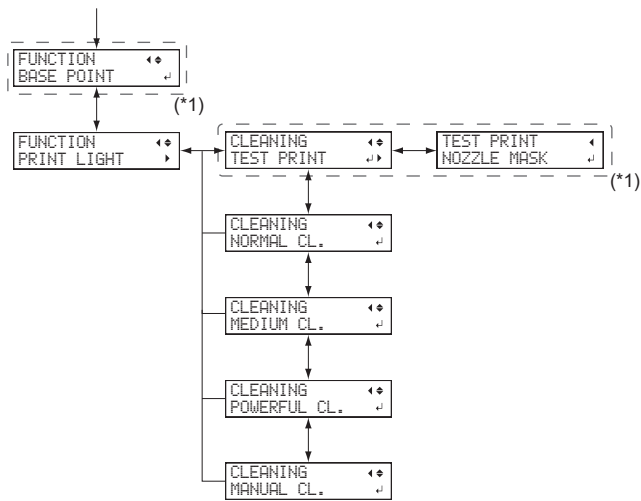 FUNCTION
BASE POINT
(*1)
FUNCTION
PRINT LIGHT
CLEANING
TEST PRINT
TEST PRINT
NOZZLE MASK
(*1)
CLEANING
NORMAL CL.
CLEANING
MEDIUM CL.
CLEANING
POWERFUL CL.
CLEANING
MANUAL CL.